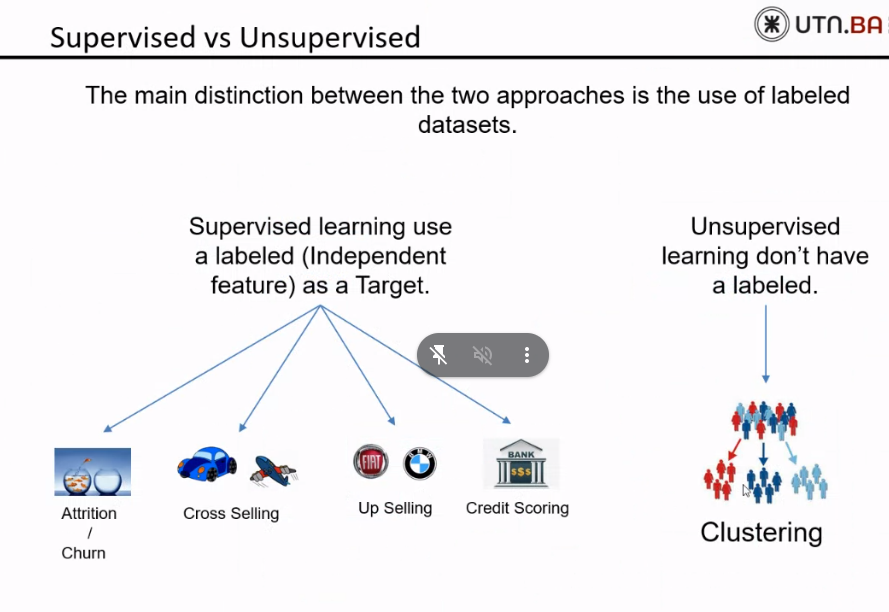 Supervised vs Unsupervised
UTN.BA
The main distinction between the two approaches is the use of labeled
datasets.
Supervised learning use
a labeled (Independent
feature) as a Target.
Unsupervised
learning don't have
a labeled.
FIAT
BANK
$$$
Attrition
/
Churn
Cross Selling
Up Selling
Credit Scoring
Clustering